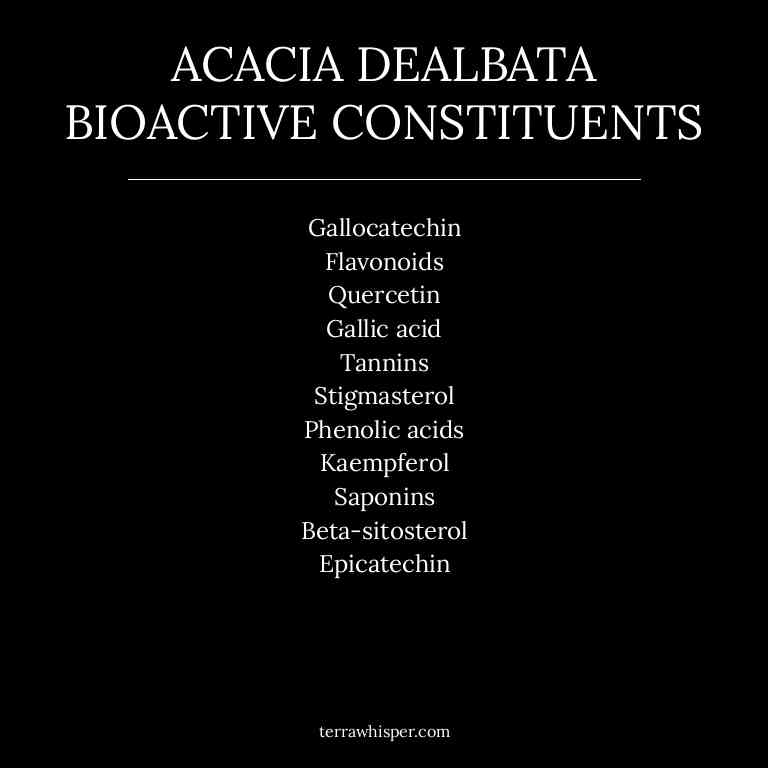 ACACIA DEALBATA
BIOACTIVE CONSTITUENTS
Gallocatechin
Flavonoids
Quercetin
Gallic acid
Tannins
Stigmasterol
Phenolic acids
Kaempferol
Saponins
Beta-sitosterol
Epicatechin
terrawhisper.com